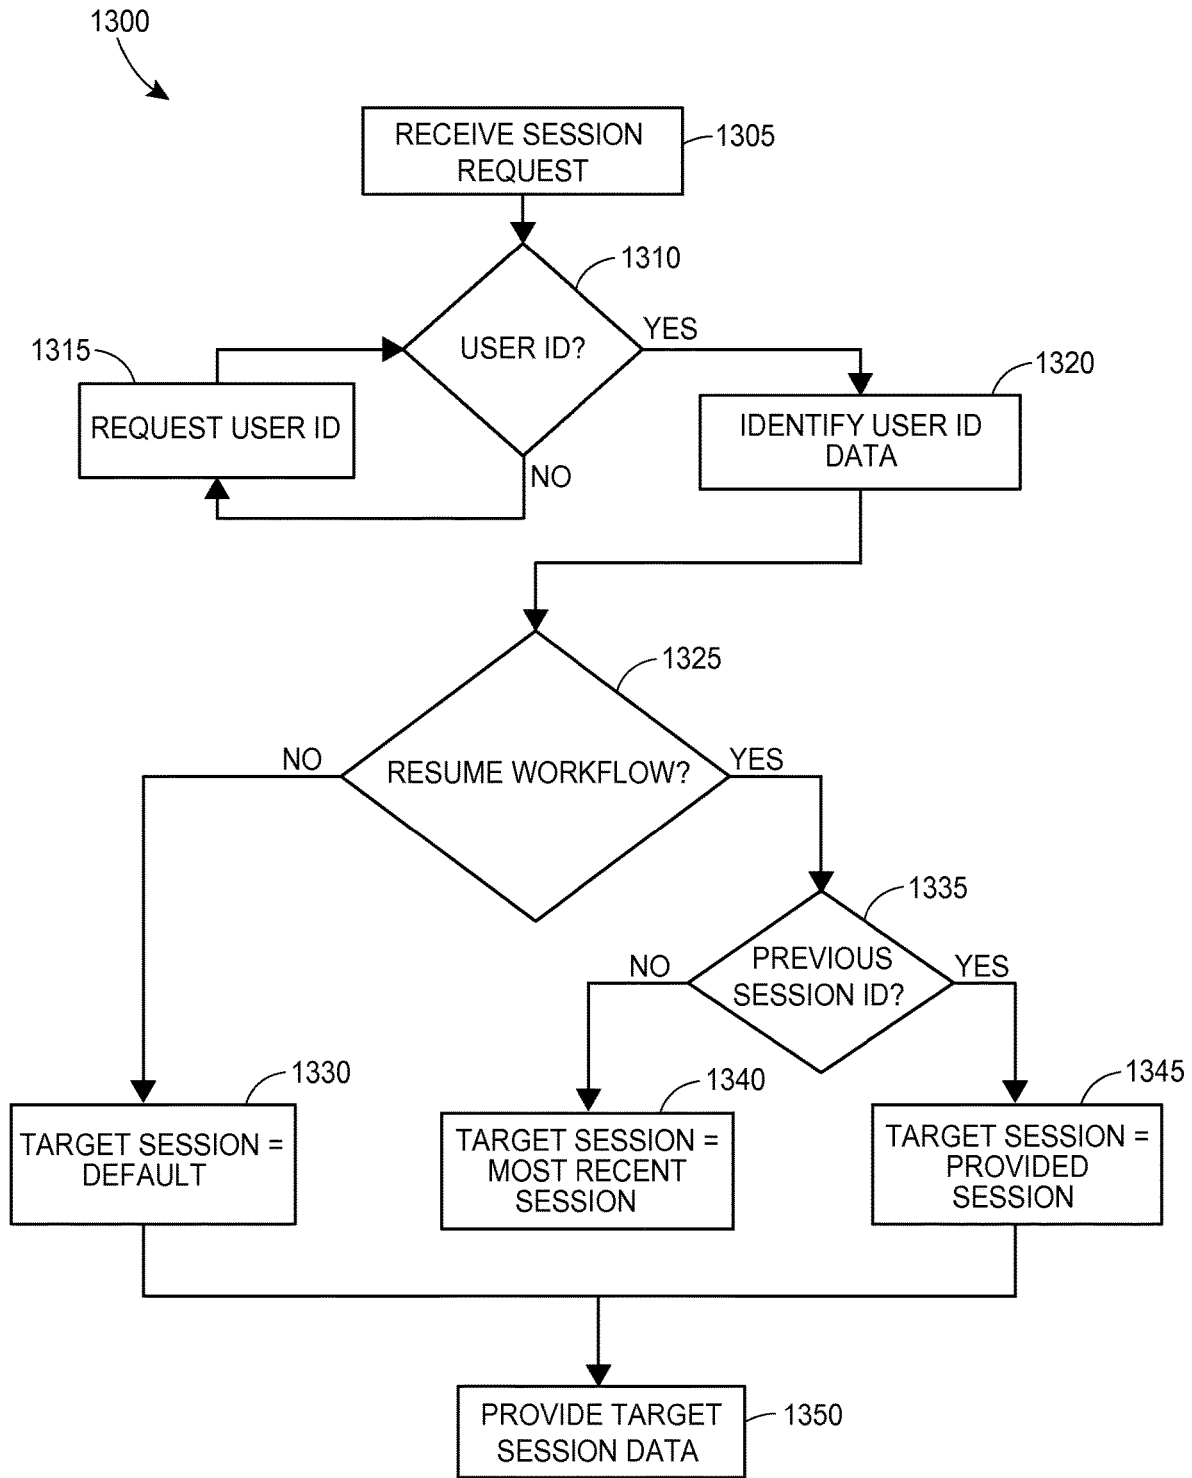 1300
RECEIVE SESSION
REQUEST
1305
1310
USER ID?
YES
NO
1315
REQUEST USER ID
1320
IDENTIFY USER ID
DATA
1325
RESUME WORKFLOW?
NO
YES
1335
PREVIOUS
SESSION ID?
NO
YES
1330
TARGET SESSION =
DEFAULT
1340
TARGET SESSION =
MOST RECENT
SESSION
1345
TARGET SESSION =
PROVIDED
SESSION
PROVIDE TARGET
SESSION DATA
1350